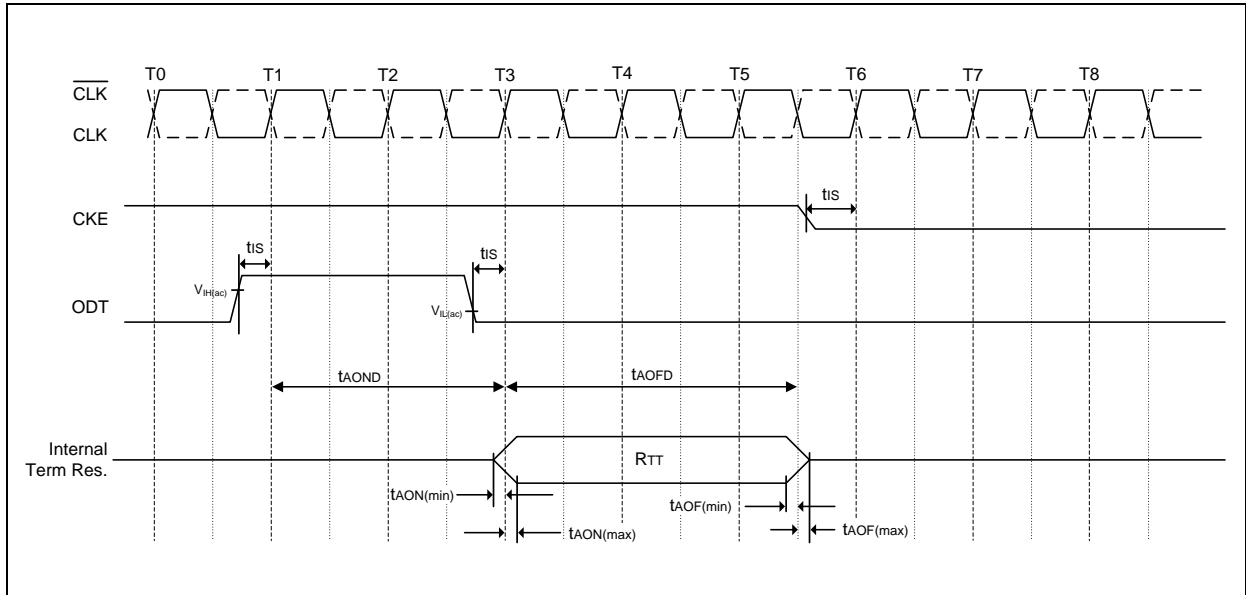 T0 T1 T2 T3 T4 T5 T6 T7 T8
CLK
CLK
CKE
tIS
tIS
tIS
VIH(ac)
VIL(ac)
ODT
tAOND
tAOFD
Internal
Term Res.
RTT
tAON(min)
tAOF(min)
tAON(max)
tAOF(max)